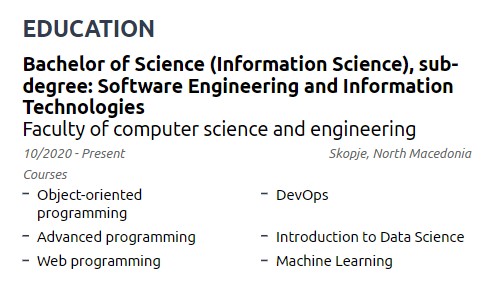 EDUCATION
Bachelor of Science (Information Science), sub-
degree: Software Engineering and Information
Technologies
Faculty of computer science and engineering
10/2020 - Present Skopje, North Macedonia
Courses
– Object-oriented programming – DevOps
– Advanced programming – Introduction to Data Science
– Web programming – Machine Learning